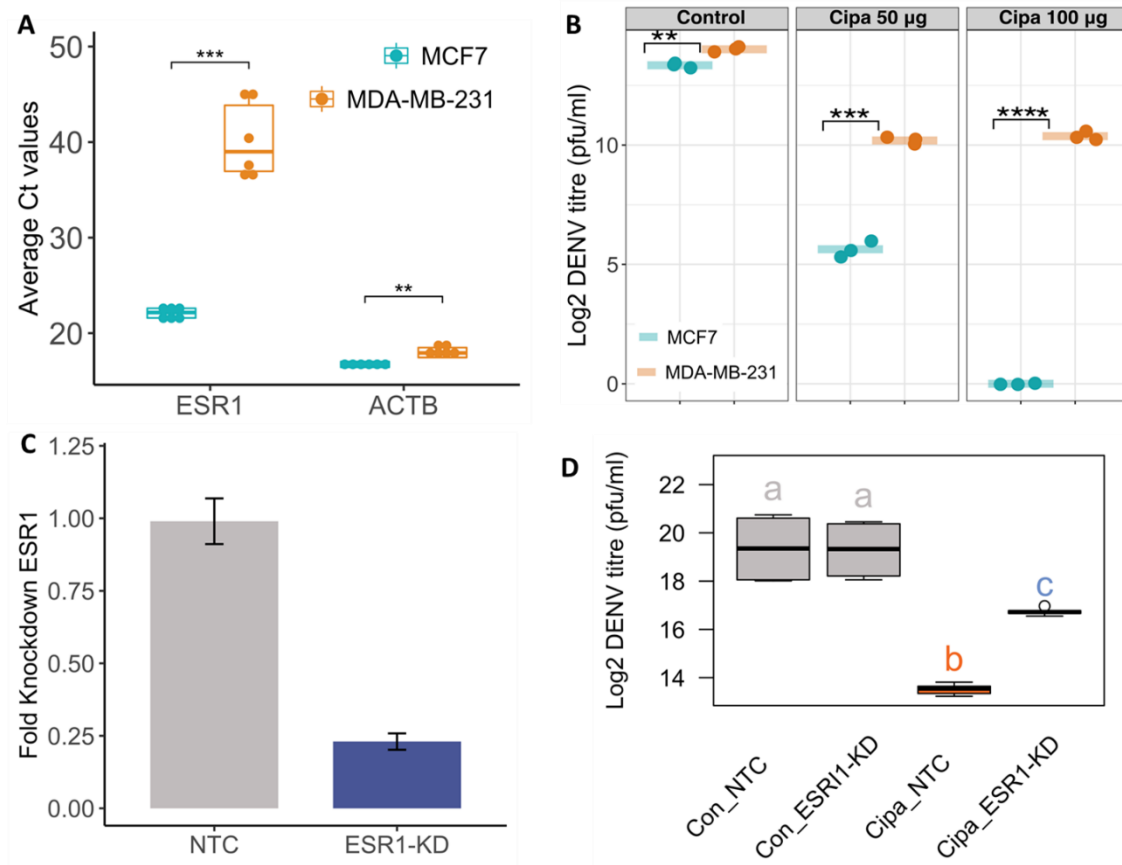 A
Average Ct values
50
40
30
20
***
**
MCF7
MDA-MB-231
ESR1
ACTB
B
Control
Cipa 50 µg
Cipa 100 µg
Log2 DENV titre (pfu/ml)
10
5
0
**
***
****
MCF7
MDA-MB-231
C
Fold Knockdown ESR1
1.25
1.00
0.75
0.50
0.25
0.00
NTC
ESR1-KD
D
Log2 DENV titre (pfu/ml)
22
20
18
16
14
a
a
b
c
Con_NTC
Con_ESRI1-KD
Cipa_NTC
Cipa_ESR1-KD